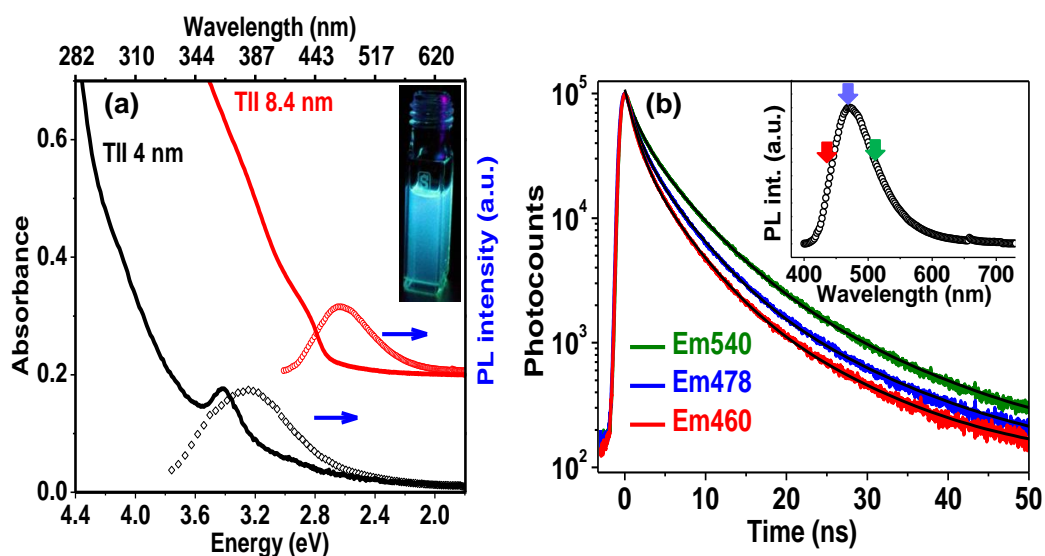 Wavelength (nm)
282 310 344 387 443 517 620
(a)
TlI 8.4 nm
TlI 4 nm
0.6
0.4
0.2
0.0
Absorbance
PL intensity (a.u.)
4.4 4.0 3.6 3.2 2.8 2.4 2.0
Energy (eV)
(b)
10^5
10^4
10^3
10^2
Photocounts
Em540
Em478
Em460
0 10 20 30 40 50
Time (ns)
PL int. (a.u.)
400 500 600 700
Wavelength (nm)